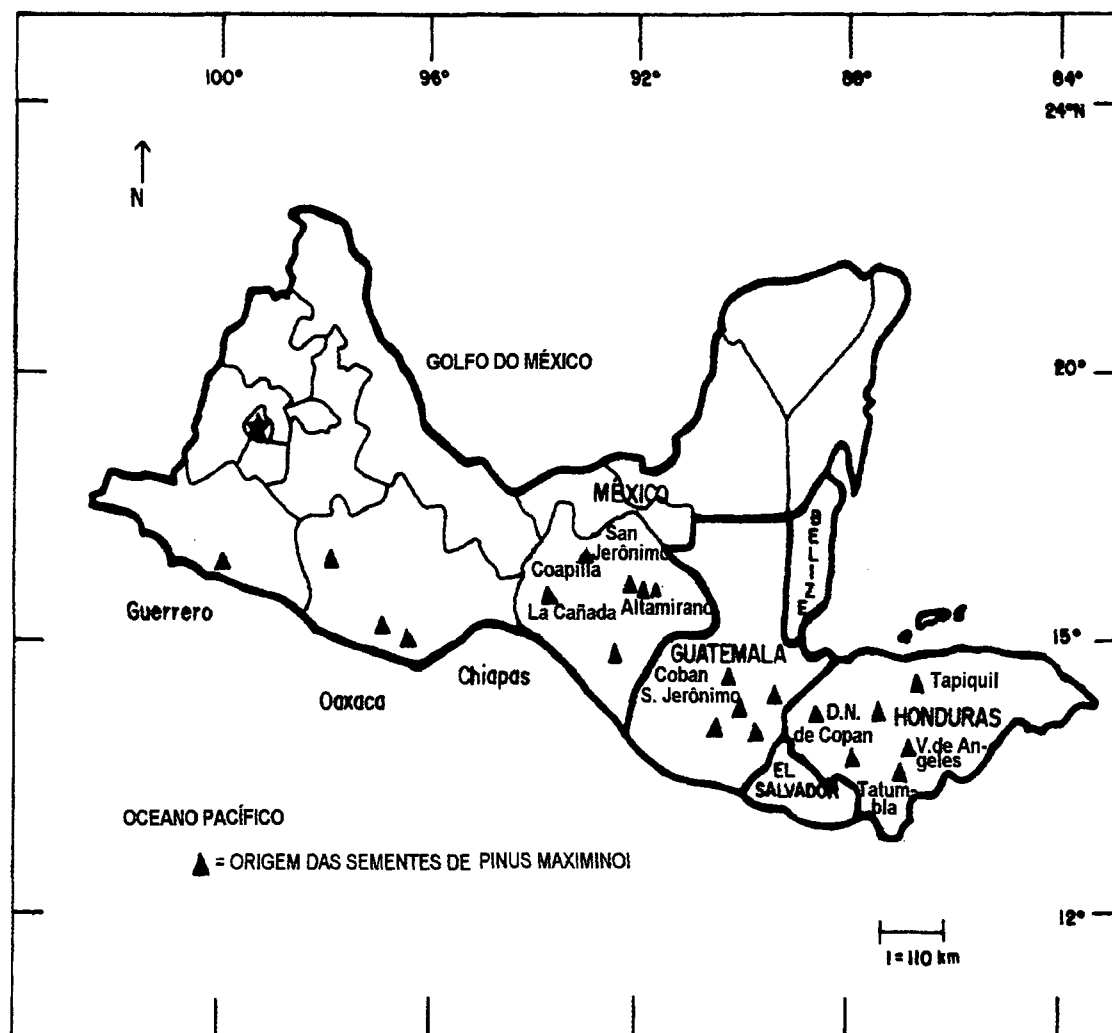 100°
96°
92°
88°
84°
24°N
N
GOLFO DO MÉXICO
20°
MÉXICO
BELIZE
San
Jerônimo
Coapilla
La Cañada
Altamirano
Guerrero
15°
Chiapas
Oaxaca
GUATEMALA
Coban
S. Jerônimo
Tapiquil
D.N.
de Copan
HONDURAS
V. de An-
geles
EL
SALVADOR
Tatum-
bla
OCEANO PACÍFICO
= ORIGEM DAS SEMENTES DE PINUS MAXIMINOI
12°
1 = 110 km